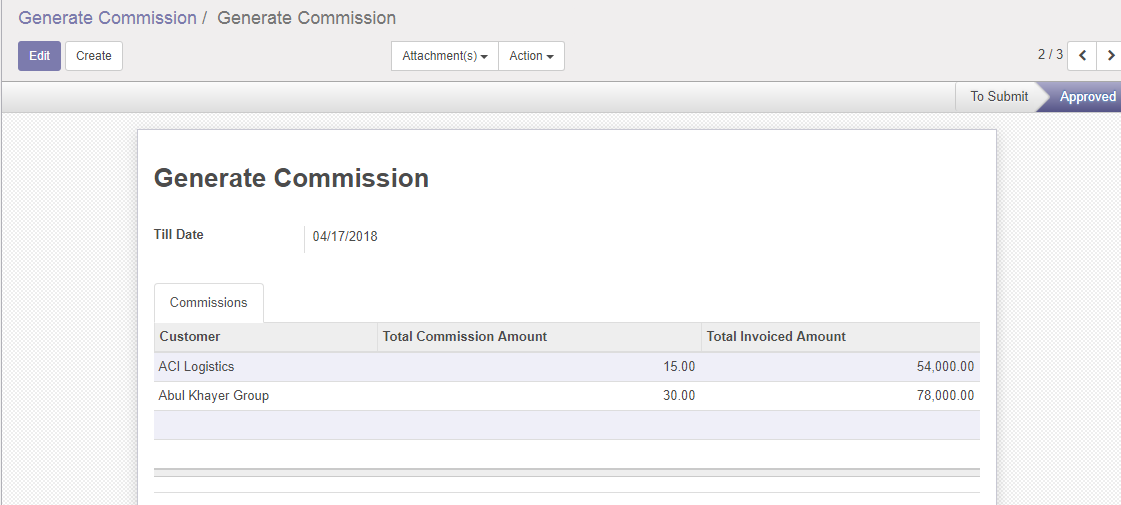 Generate Commission / Generate Commission
Edit Create Attachment(s) Action 2 / 3
To Submit Approved
Generate Commission
Till Date 04/17/2018
Commissions
Customer Total Commission Amount Total Invoiced Amount
ACI Logistics 15.00 54,000.00
Abul Khayer Group 30.00 78,000.00